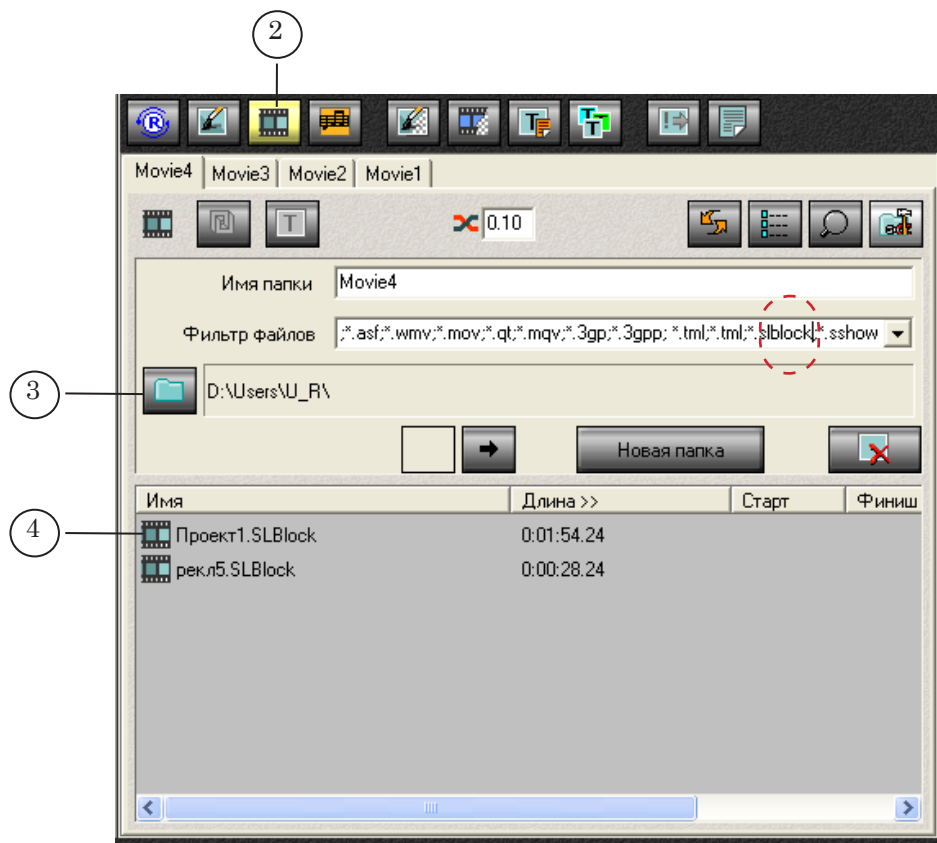 2
R
T
T
Movie4 Movie3 Movie2 Movie1
T
0.10
edit
Имя папки Movie4
Фильтр файлов ;*.asf;*.wmv;*.mov;*.qt;*.mqv;*.3gp;*.3gpp; *.tml;*.tml;*.slblock;*.sshow
3
D:\Users\U_R\
Новая папка
Имя Длина >> Старт Финиш
4
Проект1.SLBlock 0:01:54.24
рекл5.SLBlock 0:00:28.24